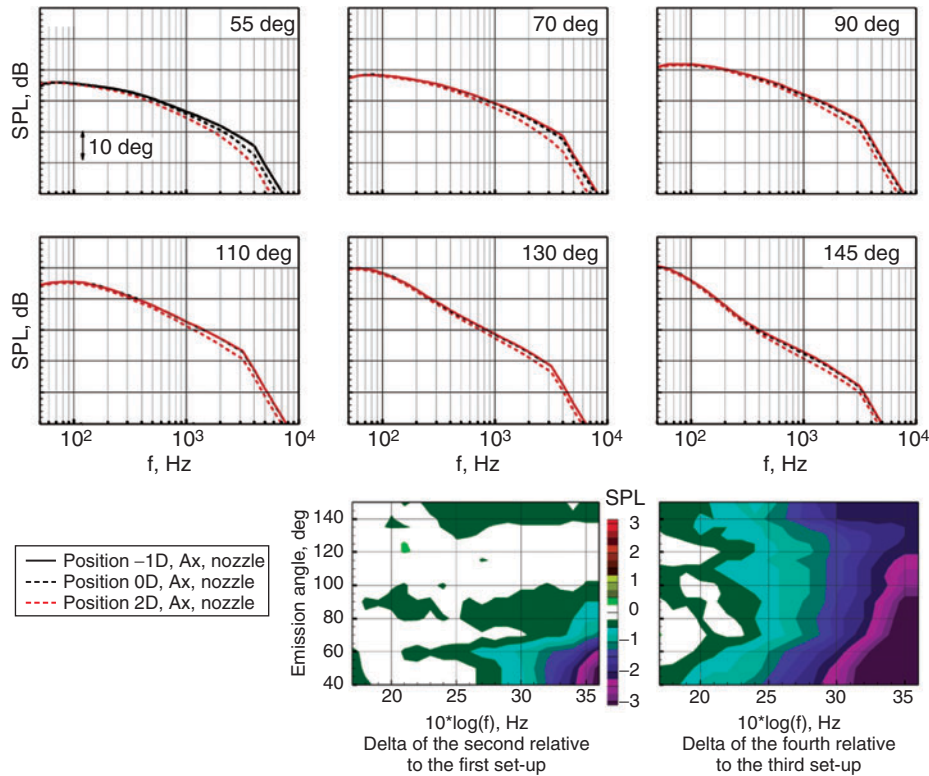 55 deg
70 deg
90 deg
SPL, dB
10 deg
110 deg
130 deg
145 deg
SPL, dB
10² 10³ 10⁴ 10² 10³ 10⁴ 10² 10³ 10⁴
f, Hz
f, Hz
f, Hz
Position –1D, Ax, nozzle
Position 0D, Ax, nozzle
Position 2D, Ax, nozzle
Emission angle, deg
140
120
100
80
60
40
20 25 30 35
10*log(f), Hz
Delta of the second relative
to the first set-up
SPL
3
2
1
0
–1
–2
–3
20 25 30 35
10*log(f), Hz
Delta of the fourth relative
to the third set-up